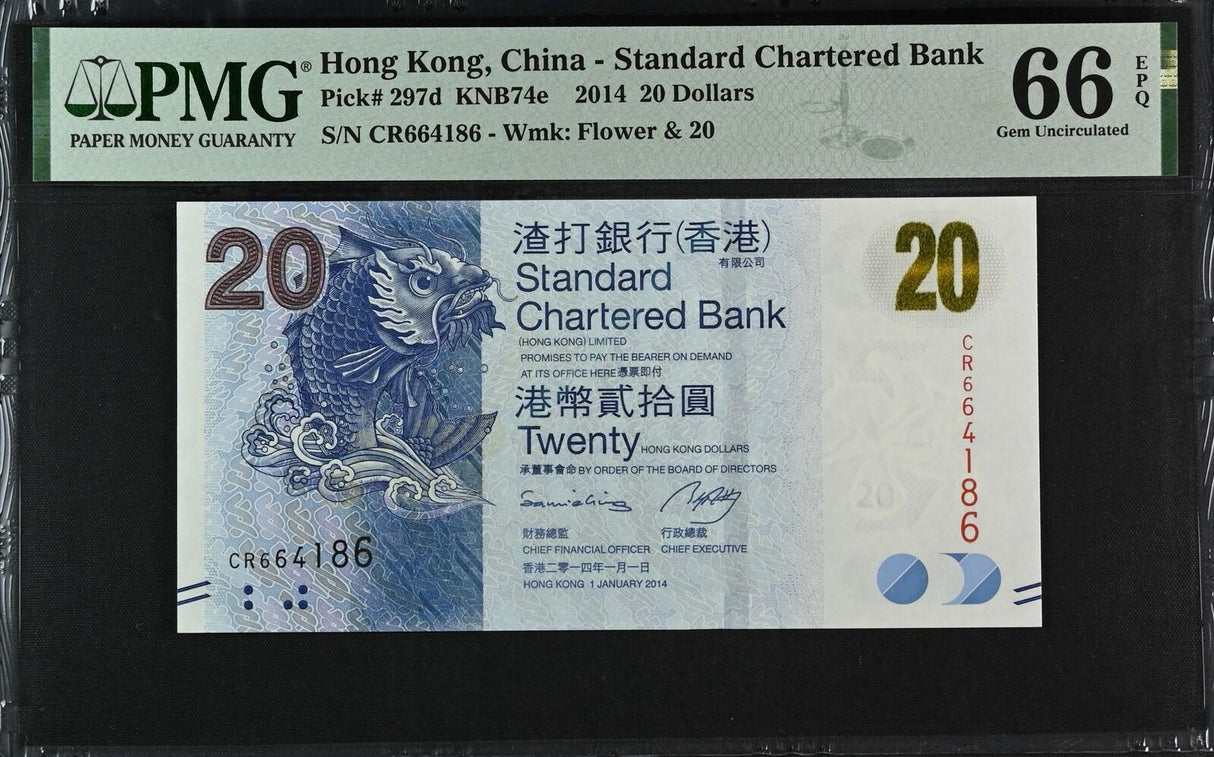 PMG®
PAPER MONEY GUARANTY
Hong Kong, China - Standard Chartered Bank
Pick# 297d KNB74e 2014 20 Dollars
S/N CR664186 - Wmk: Flower & 20
66
EPQ
Gem Uncirculated
20
渣打銀行(香港)
有限公司
Standard
Chartered Bank
(HONG KONG) LIMITED
PROMISES TO PAY THE BEARER ON DEMAND
AT ITS OFFICE HERE 憑票即付
港幣貳拾圓
Twenty HONG KONG DOLLARS
承董事會命 BY ORDER OF THE BOARD OF DIRECTORS
財務總監 行政總裁
CHIEF FINANCIAL OFFICER CHIEF EXECUTIVE
香港二零一四年一月一日
HONG KONG 1 JANUARY 2014
CR664186
20
CR664186
20